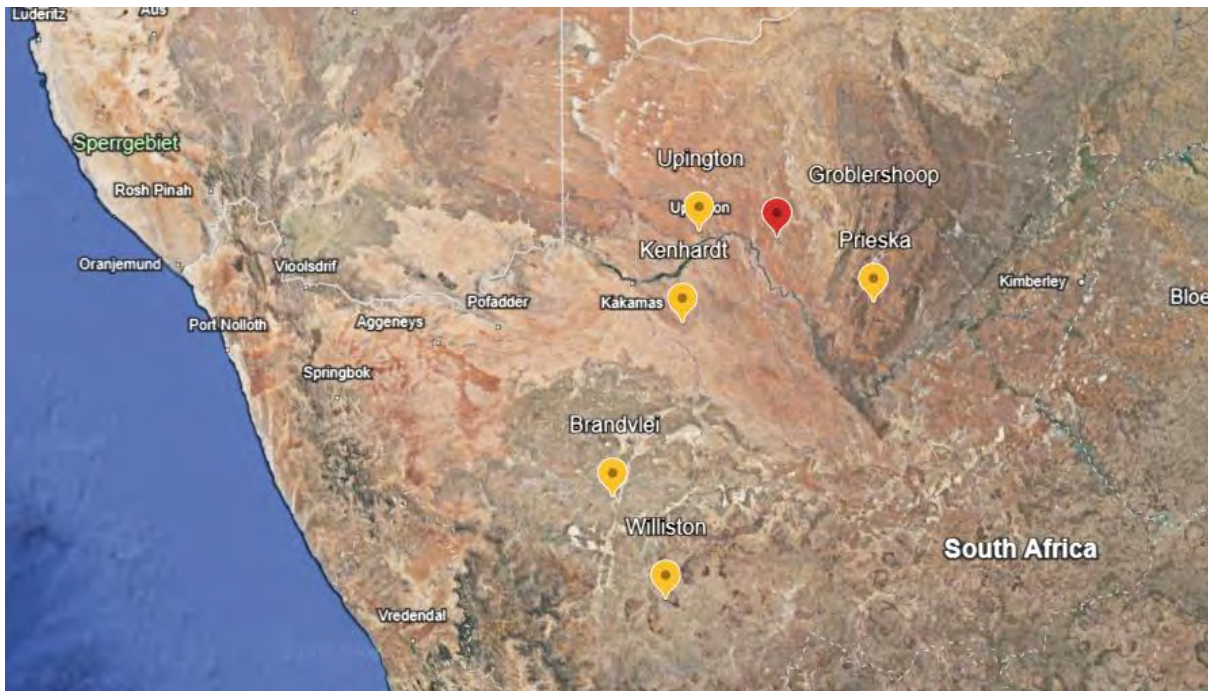 Luderitz
Aus
Sperrgebiet
Upington
Groblershoop
Rosh Pinah
Prieska
Kenhardt
Oranjemund
Vioolsdrif
Kimberley
Pofadder
Kakamas
Bloe
Port Nolloth
Aggeneys
Springbok
Brandvlei
Williston
South Africa
Vredendal